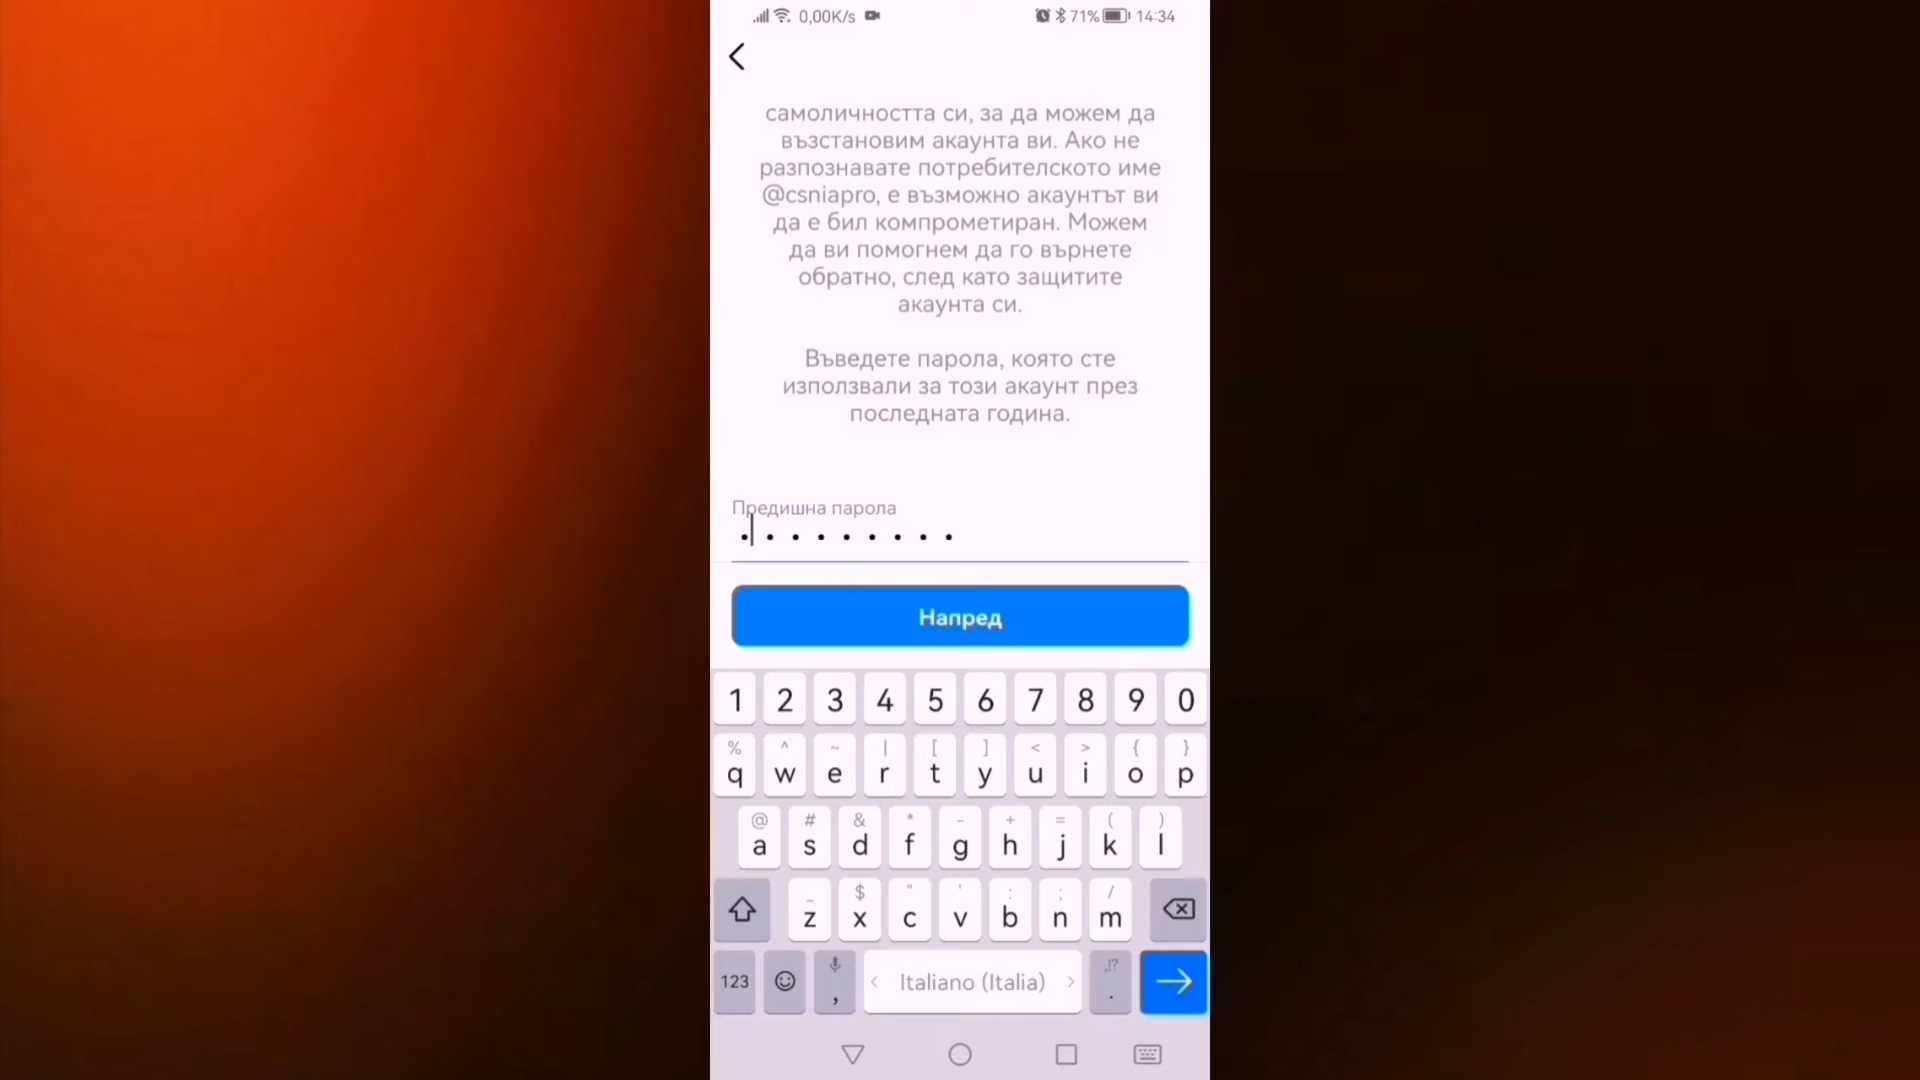 0,00K/s 71% 14:34
самоличността си, за да можем да
възстановим акаунта ви. Ако не
разпознавате потребителското име
@csniapro, е възможно акаунтът ви
да е бил компрометиран. Можем
да ви помогнем да го върнете
обратно, след като защитите
акаунта си.
Въведете парола, която сте
използвали за този акаунт през
последната година.
Предишна парола
Напред
1 2 3 4 5 6 7 8 9 0
% ^ ~ | [ ] < > { }
q w e r t y u i o p
@ # & * - + = ( )
a s d f g h j k l
_ $ " ' : ; /
z x c v b n m
123 , Italiano (Italia) ,!? .